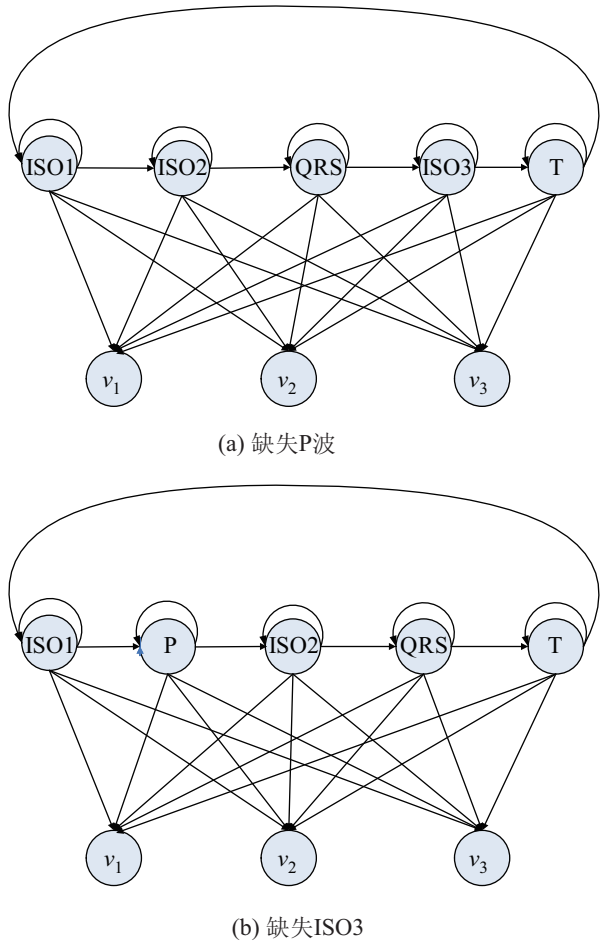 ISO1 ISO2 QRS ISO3 T
v1 v2 v3
(a) 缺失P波
ISO1 P ISO2 QRS T
v1 v2 v3
(b) 缺失ISO3